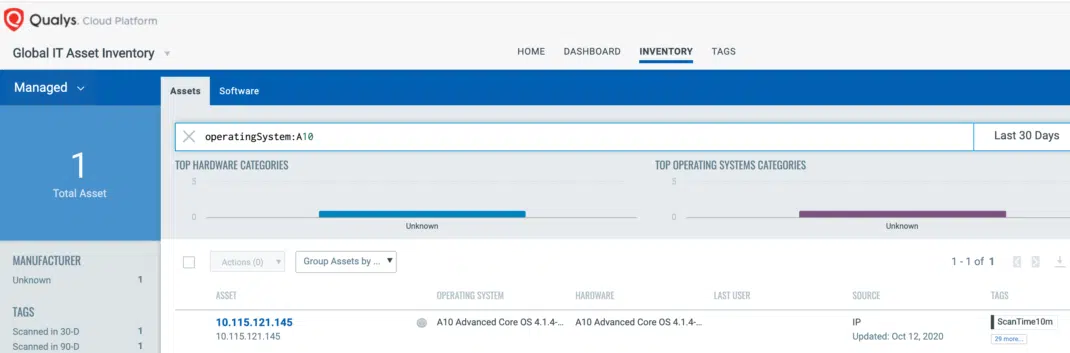 Qualys. Cloud Platform
Global IT Asset Inventory
HOME DASHBOARD INVENTORY TAGS
Managed
Assets Software
operatingSystem:A10
Last 30 Days
1
Total Asset
TOP HARDWARE CATEGORIES
5
0
Unknown
TOP OPERATING SYSTEMS CATEGORIES
5
0
Unknown
MANUFACTURER
Unknown 1
TAGS
Scanned in 30-D 1
Scanned in 90-D 1
Actions (0) Group Assets by ... 1 - 1 of 1
ASSET OPERATING SYSTEM HARDWARE LAST USER SOURCE TAGS
10.115.121.145 A10 Advanced Core OS 4.1.4-... A10 Advanced Core OS 4.1.4-... IP ScanTime10m
10.115.121.145 Updated: Oct 12, 2020 29 more...